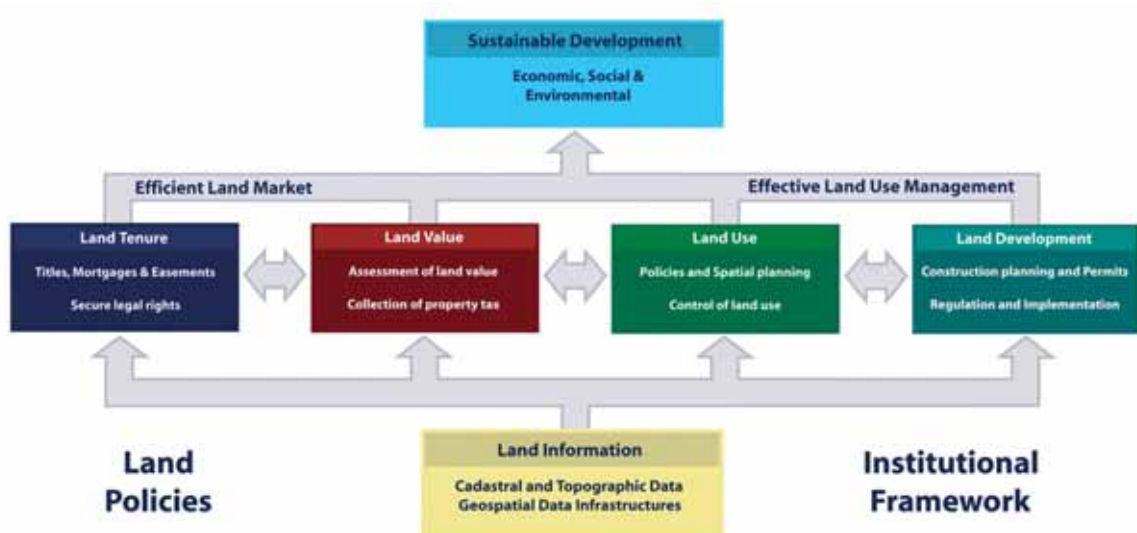 Sustainable Development
Economic, Social &
Environmental
Efficient Land Market
Effective Land Use Management
Land Tenure
Titles, Mortgages & Easements
Secure legal rights
Land Value
Assessment of land value
Collection of property tax
Land Use
Policies and Spatial planning
Control of land use
Land Development
Construction planning and Permits
Regulation and Implementation
Land
Policies
Land Information
Cadastral and Topographic Data
Geospatial Data Infrastructures
Institutional
Framework